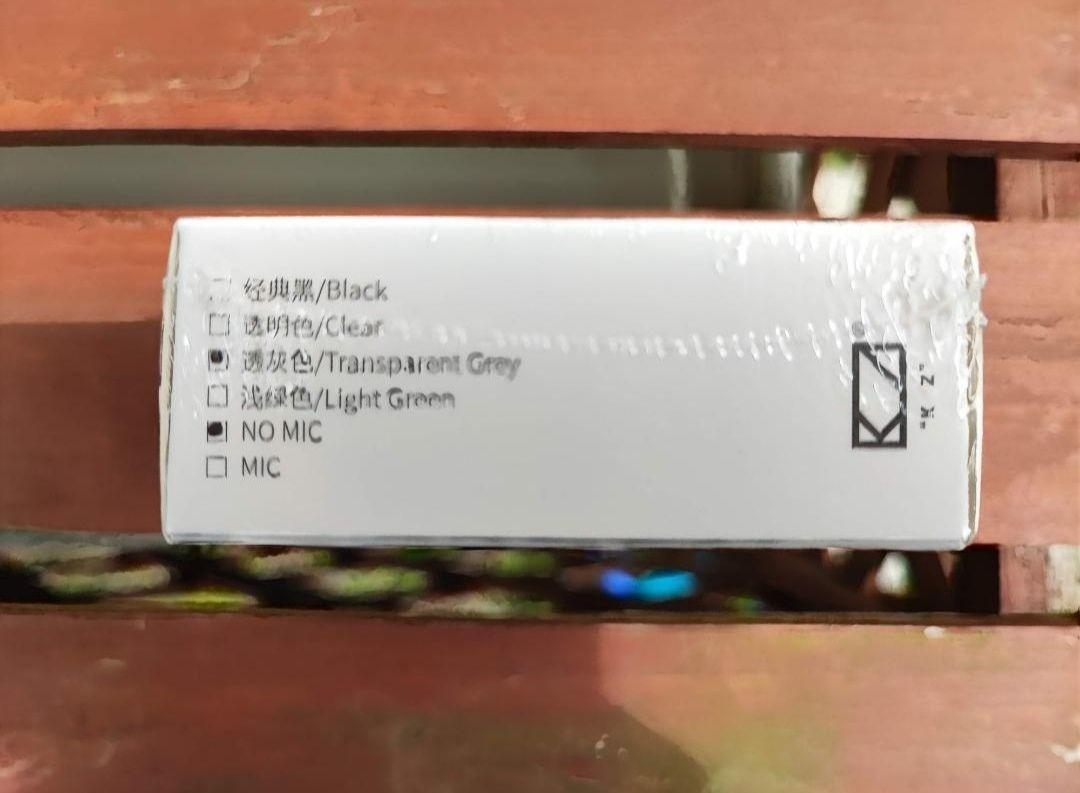 经典黑/Black
透明色/Clear
透灰色/Transparent Grey
浅绿色/Light Green
NO MIC
MIC
KZ®
"K Z"